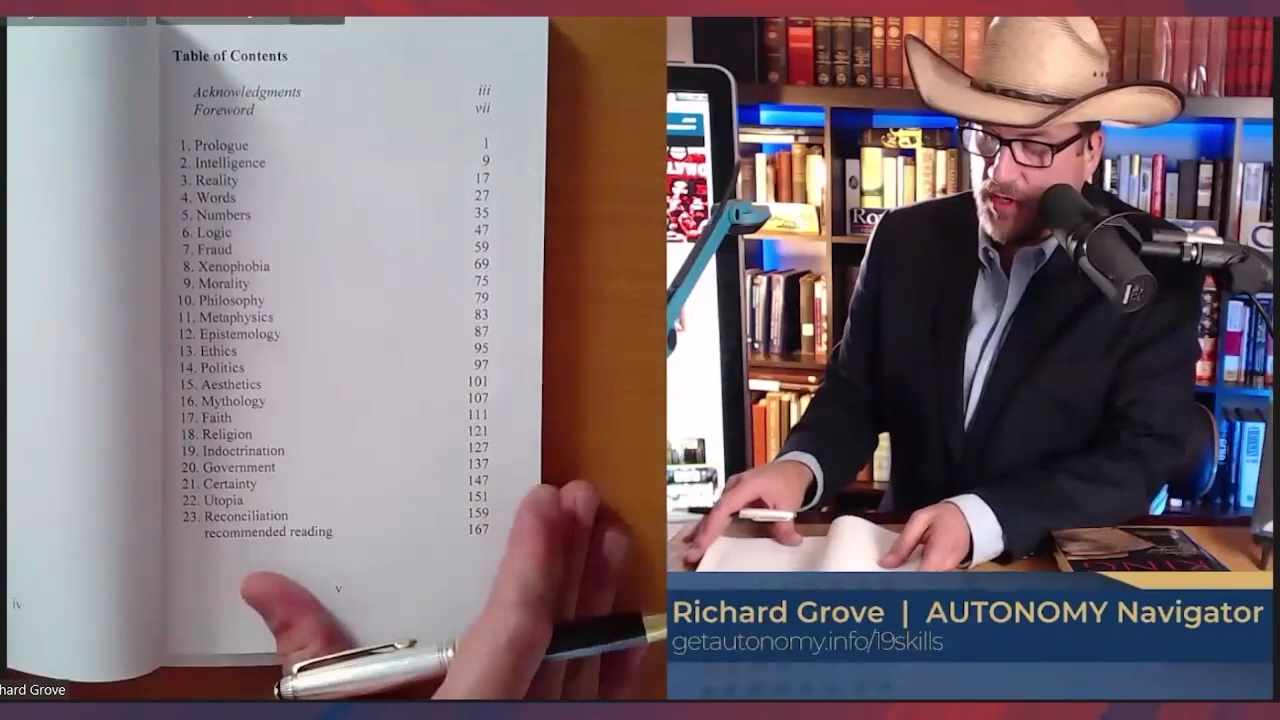 Table of Contents
Acknowledgments iii
Foreword vii
1. Prologue 1
2. Intelligence 9
3. Reality 17
4. Words 27
5. Numbers 35
6. Logic 47
7. Fraud 59
8. Xenophobia 69
9. Morality 75
10. Philosophy 79
11. Metaphysics 83
12. Epistemology 87
13. Ethics 95
14. Politics 97
15. Aesthetics 101
16. Mythology 107
17. Faith 111
18. Religion 121
19. Indoctrination 127
20. Government 137
21. Certainty 147
22. Utopia 151
23. Reconciliation 159
recommended reading 167
v
iv
hard Grove
KING
Richard Grove | AUTONOMY Navigator
getautonomy.info/19skills